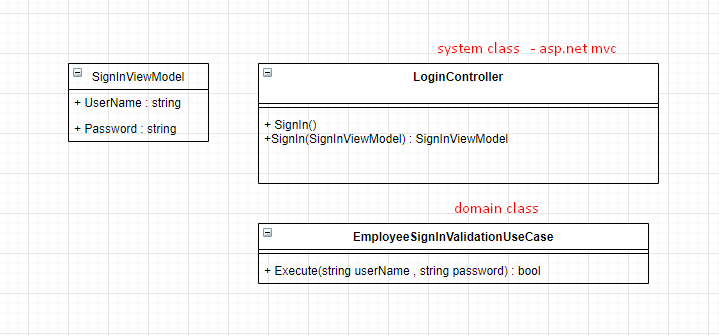 system class - asp.net mvc
SignInViewModel
+ UserName : string
+ Password : string
LoginController
+ SignIn()
+SignIn(SignInViewModel) : SignInViewModel
domain class
EmployeeSignInValidationUseCase
+ Execute(string userName , string password) : bool